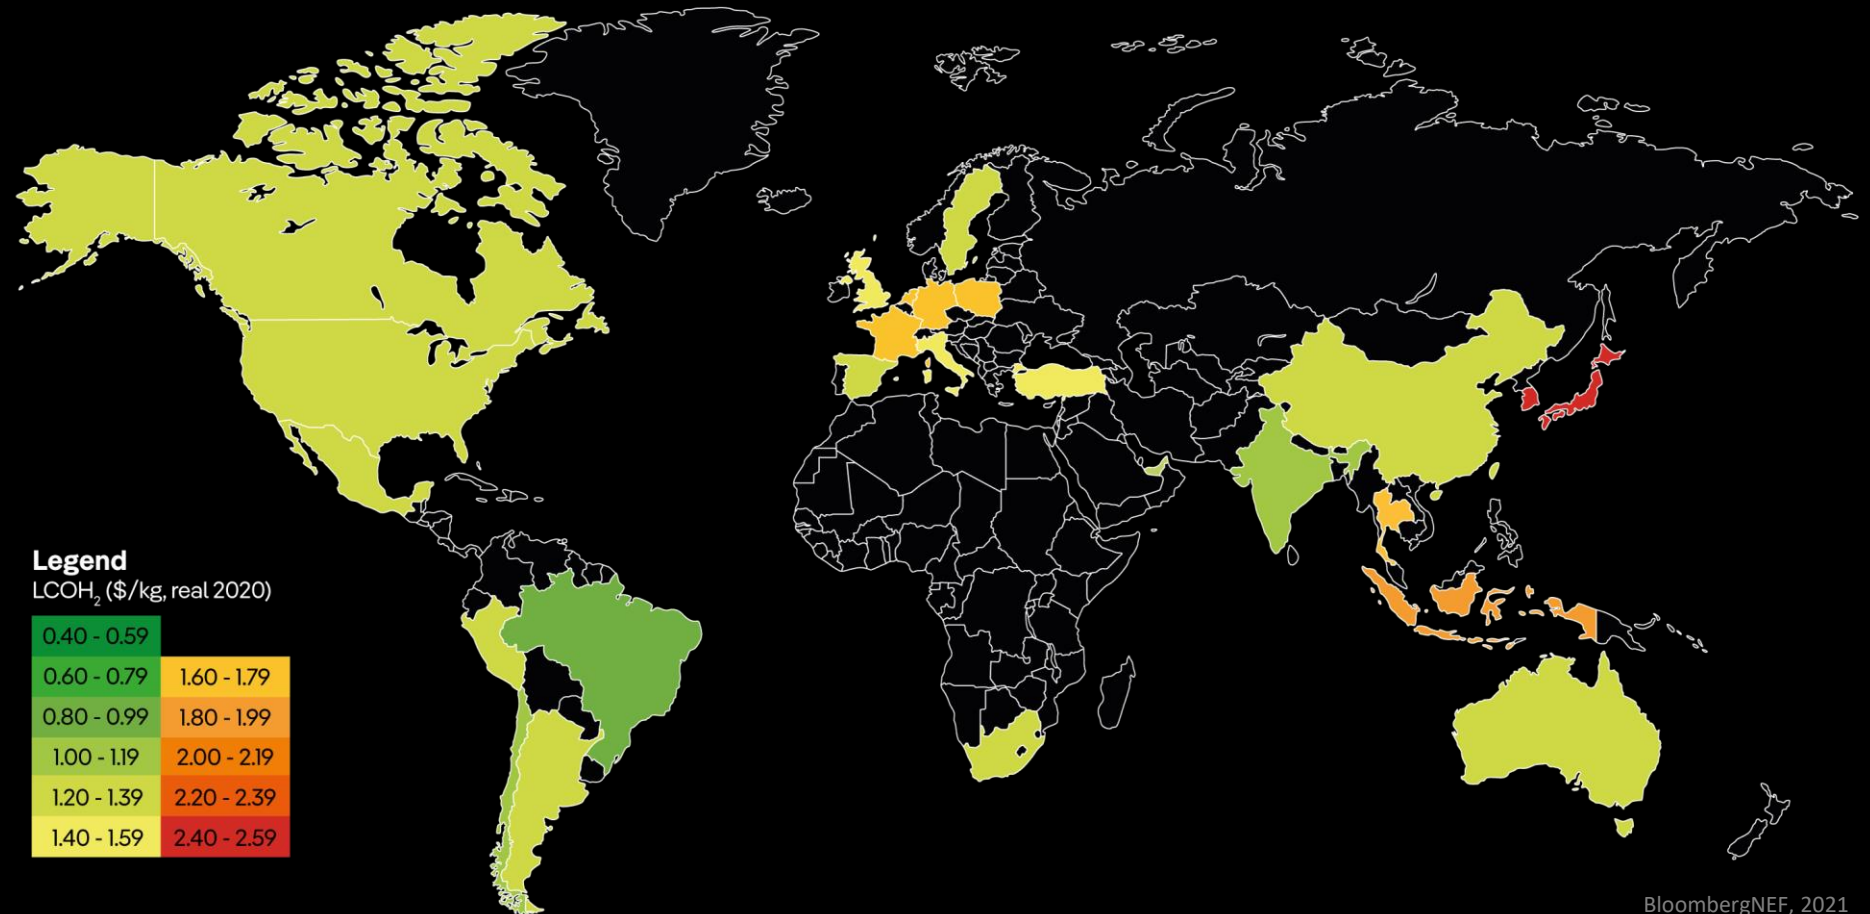 Legend
LCOH₂ ($/kg, real 2020)
0.40 - 0.59
0.60 - 0.79
0.80 - 0.99
1.00 - 1.19
1.20 - 1.39
1.40 - 1.59
1.60 - 1.79
1.80 - 1.99
2.00 - 2.19
2.20 - 2.39
2.40 - 2.59
BloombergNEF, 2021